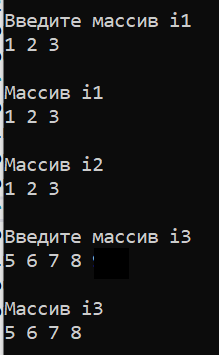 Введите массив i1
1 2 3
Массив i1
1 2 3
Массив i2
1 2 3
Введите массив i3
5 6 7 8
Массив i3
5 6 7 8